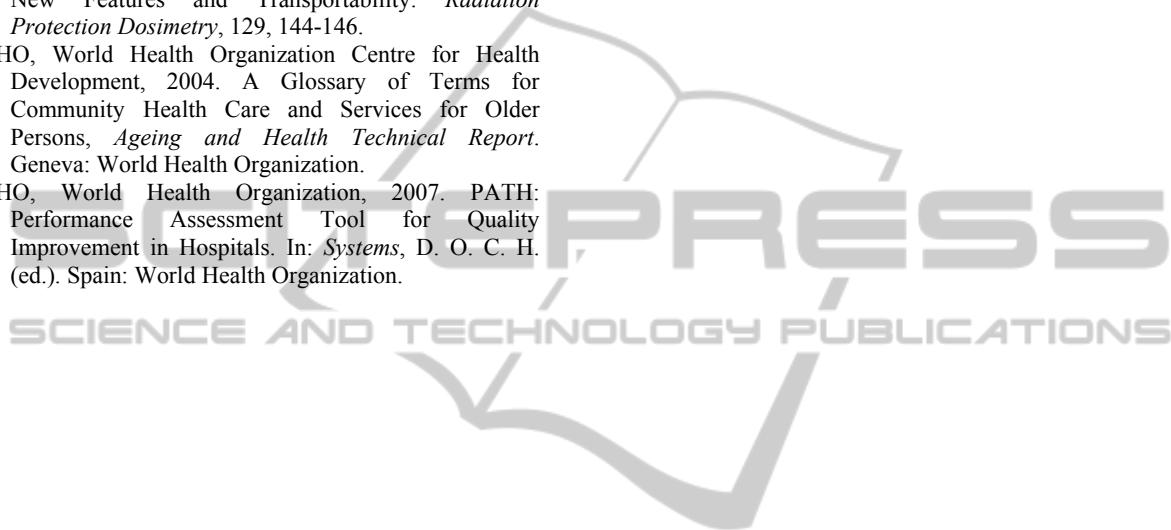 New Features and Transportability. Radiation
Protection Dosimetry, 129, 144-146.
HO, World Health Organization Centre for Health
Development, 2004. A Glossary of Terms for
Community Health Care and Services for Older
Persons, Ageing and Health Technical Report.
Geneva: World Health Organization.
HO, World Health Organization, 2007. PATH:
Performance Assessment Tool for Quality
Improvement in Hospitals. In: Systems, D. O. C. H.
(ed.). Spain: World Health Organization.
SCITEPRESS
SCIENCE AND TECHNOLOGY PUBLICATIONS